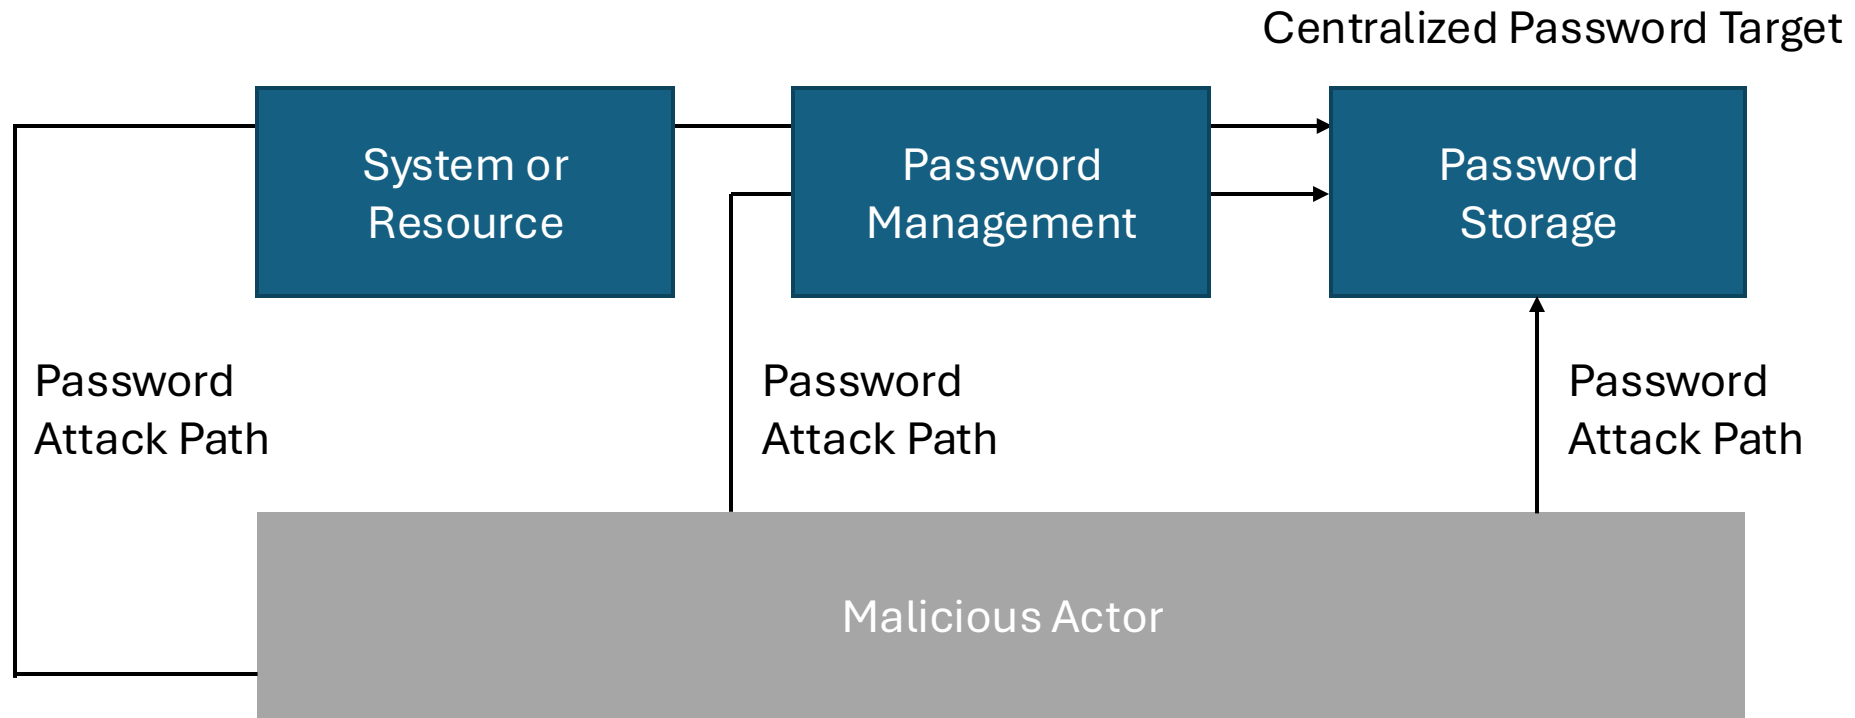 Centralized Password Target
System or
Resource
Password
Management
Password
Storage
Password
Attack Path
Password
Attack Path
Password
Attack Path
Malicious Actor